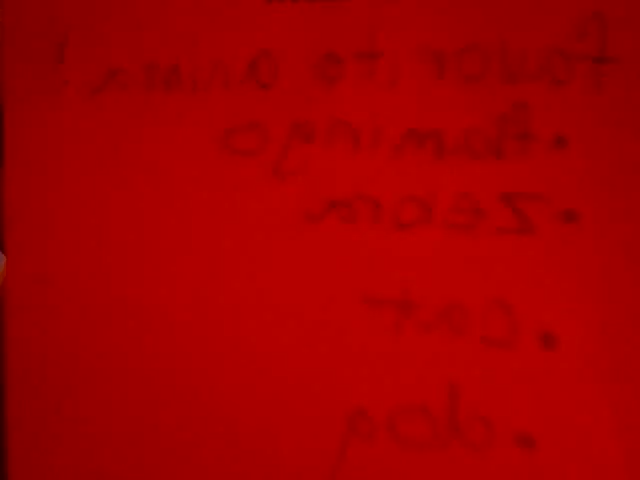 favorite animal
• flamingo
• zebra
• cat
• dog